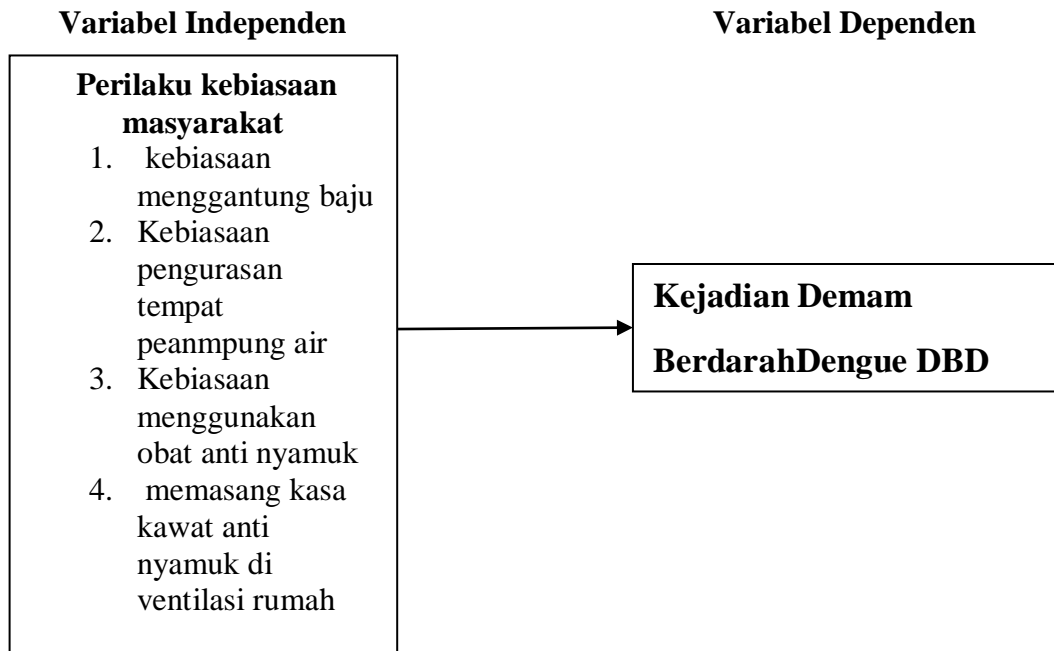 Variabel Independen
Variabel Dependen
Perilaku kebiasaan
masyarakat
1. kebiasaan
menggantung baju
2. Kebiasaan
pengurasan
tempat
peanmpung air
3. Kebiasaan
menggunakan
obat anti nyamuk
4. memasang kasa
kawat anti
nyamuk di
ventilasi rumah
Kejadian Demam
BerdarahDengue DBD